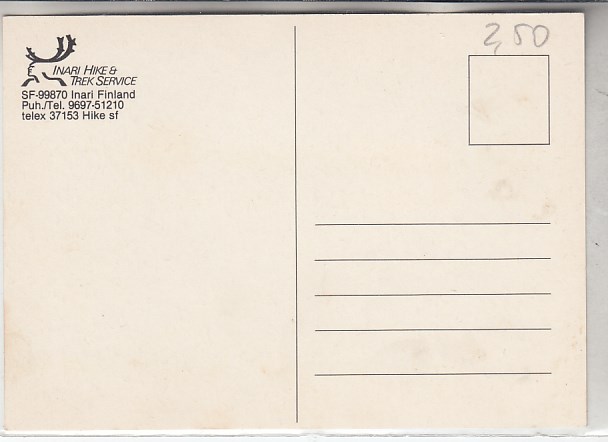 INARI HIKE &
TREK SERVICE
SF-99870 Inari Finland
Puh./Tel. 9697-51210
telex 37153 Hike sf
2,50